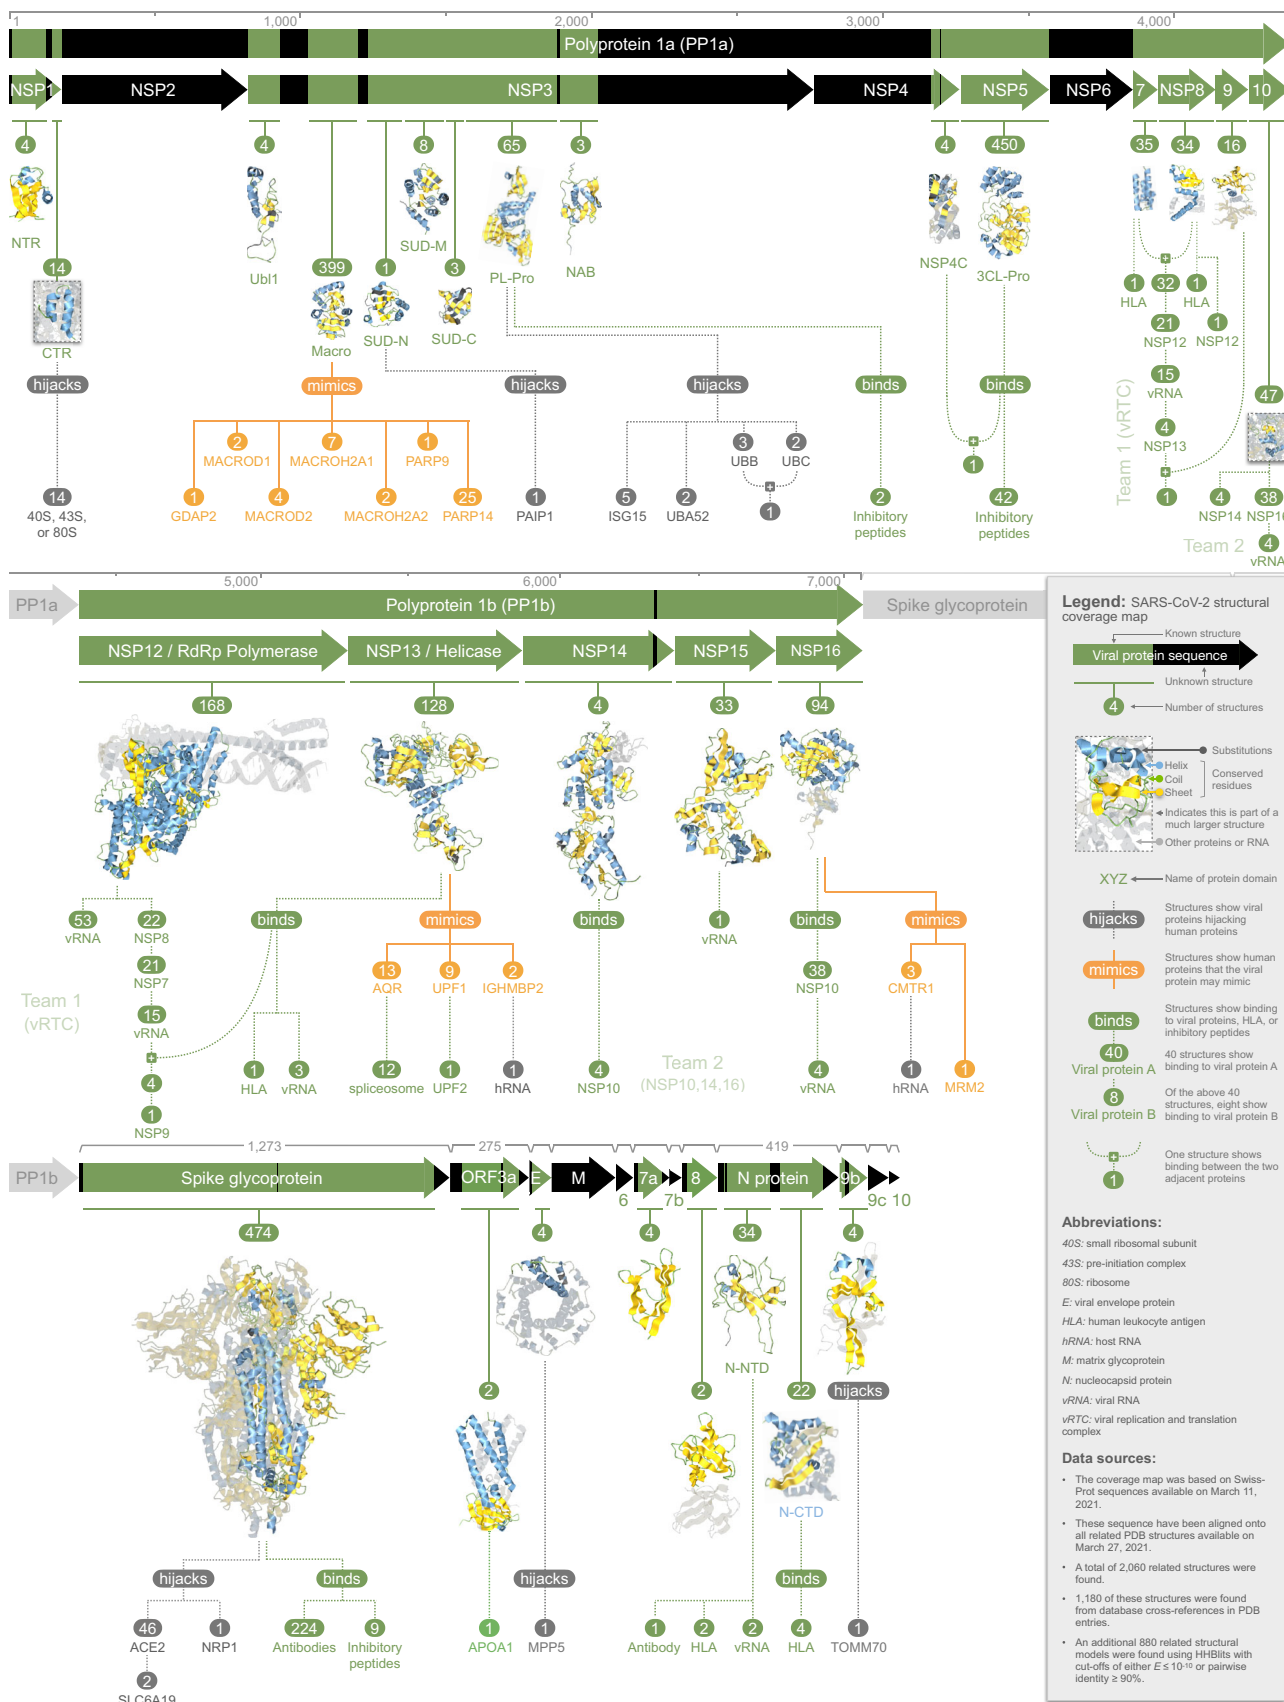 1
1,000
2,000
3,000
4,000
Polyprotein 1a (PP1a)
NSP1
NSP2
NSP3
NSP4
NSP5
NSP6
7
NSP8
9
10
4
4
8
65
3
4
450
35
34
16
NTR
Ubl1
SUD-M
PL-Pro
NAB
NSP4C
3CL-Pro
14
399
1
3
1
32
1
HLA
HLA
CTR
Macro
SUD-N
SUD-C
21
1
NSP12
NSP12
hijacks
mimics
hijacks
hijacks
binds
binds
15
vRNA
47
Team 1 (vRTC)
2
7
1
3
2
4
MACROD1
MACROH2A1
PARP9
UBB
UBC
NSP13
1
14
1
4
2
25
1
5
2
1
2
42
1
4
38
40S, 43S,
or 80S
GDAP2
MACROD2
MACROH2A2
PARP14
PAIP1
ISG15
UBA52
Inhibitory
peptides
Inhibitory
peptides
NSP14
NSP16
Team 2
4
vRNA
5,000
6,000
7,000
PP1a
Polyprotein 1b (PP1b)
Spike glycoprotein
NSP12 / RdRp Polymerase
NSP13 / Helicase
NSP14
NSP15
NSP16
168
128
4
33
94
53
22
binds
mimics
binds
1
binds
mimics
vRNA
NSP8
vRNA
21
NSP7
13
9
2
38
3
AQR
UPF1
IGHMBP2
NSP10
CMTR1
Team 1
(vRTC)
15
vRNA
4
1
3
12
1
1
4
4
1
1
HLA
vRNA
spliceosome
UPF2
hRNA
NSP10
Team 2
(NSP10,14,16)
vRNA
hRNA
MRM2
1
NSP9
1,273
275
419
PP1b
Spike glycoprotein
ORF3a
E
M
6
7a
7b
8
N protein
9b
9c
10
474
4
4
34
4
N-NTD
2
2
22
hijacks
N-CTD
hijacks
binds
hijacks
binds
46
1
224
9
1
1
1
2
2
4
1
ACE2
NRP1
Antibodies
Inhibitory
peptides
APOA1
MPP5
Antibody
HLA
vRNA
HLA
TOMM70
2
SLC6A19
Legend: SARS-CoV-2 structural
coverage map
Known structure
Viral protein sequence
Unknown structure
4
Number of structures
Substitutions
Helix
Coil
Sheet
Conserved
residues
Indicates this is part of a
much larger structure
Other proteins or RNA
XYZ
Name of protein domain
hijacks
Structures show viral
proteins hijacking
human proteins
mimics
Structures show human
proteins that the viral
protein may mimic
binds
Structures show binding
to viral proteins, HLA, or
inhibitory peptides
40
Viral protein A
40 structures show
binding to viral protein A
8
Viral protein B
Of the above 40
structures, eight show
binding to viral protein B
1
One structure shows
binding between the two
adjacent proteins
Abbreviations:
40S: small ribosomal subunit
43S: pre-initiation complex
80S: ribosome
E: viral envelope protein
HLA: human leukocyte antigen
hRNA: host RNA
M: matrix glycoprotein
N: nucleocapsid protein
vRNA: viral RNA
vRTC: viral replication and translation
complex
Data sources:
• The coverage map was based on Swiss-
Prot sequences available on March 11,
2021.
• These sequence have been aligned onto
all related PDB structures available on
March 27, 2021.
• A total of 2,060 related structures were
found.
• 1,180 of these structures were found
from database cross-references in PDB
entries.
• An additional 880 related structural
models were found using HHBlits with
cut-offs of either E ≤ 10⁻¹⁰ or pairwise
identity ≥ 90%.